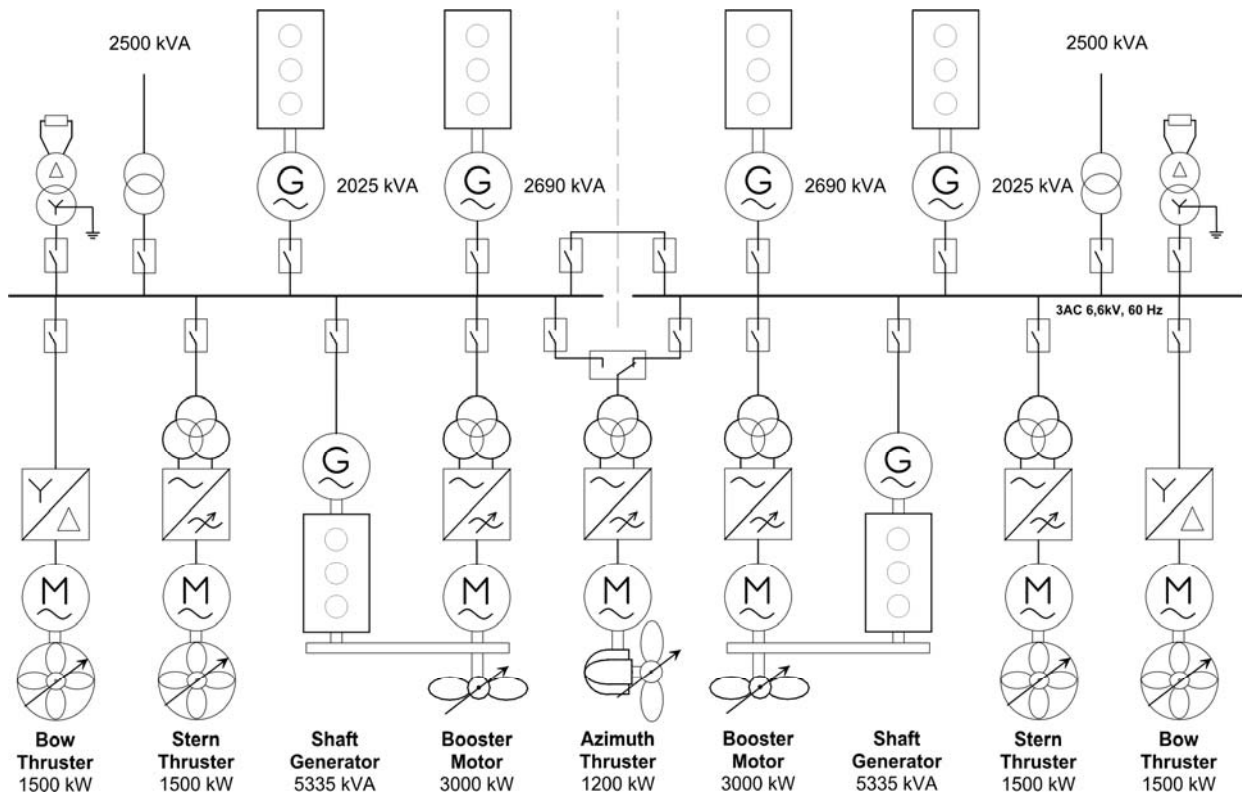 2500 kVA
2500 kVA
G
2025 kVA
G
2690 kVA
G
2690 kVA
G
2025 kVA
Δ
Y
Δ
Y
3AC 6,6kV, 60 Hz
G
G
Y
Δ
Y
Δ
M
M
M
M
M
M
M
Bow
Thruster
1500 kW
Stern
Thruster
1500 kW
Shaft
Generator
5335 kVA
Booster
Motor
3000 kW
Azimuth
Thruster
1200 kW
Booster
Motor
3000 kW
Shaft
Generator
5335 kVA
Stern
Thruster
1500 kW
Bow
Thruster
1500 kW